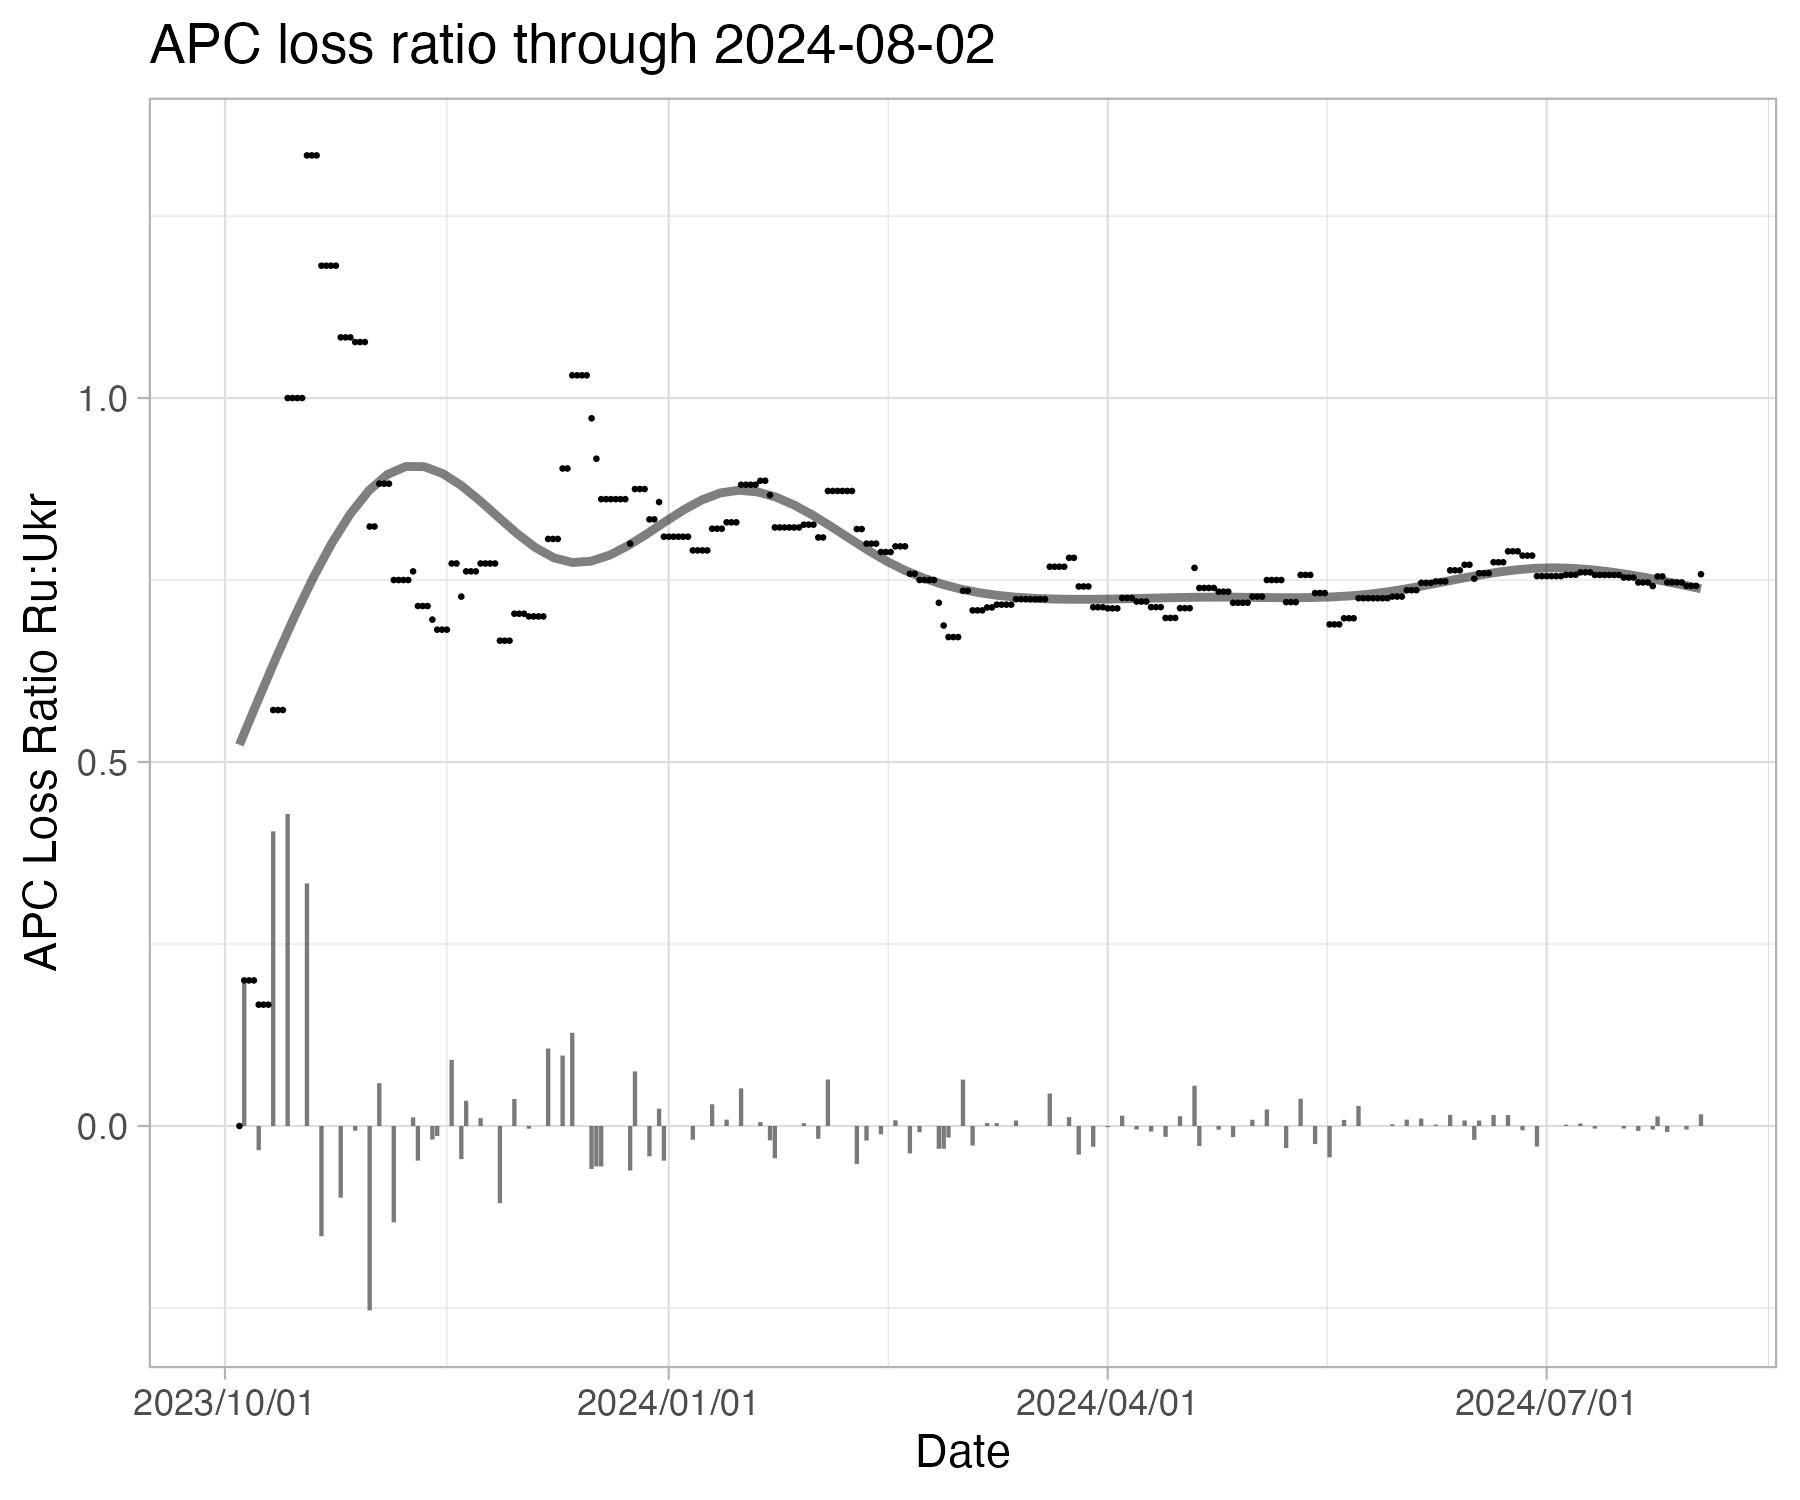 APC loss ratio through 2024-08-02
APC Loss Ratio Ru:Ukr
1.0
0.5
0.0
2023/10/01 2024/01/01 2024/04/01 2024/07/01
Date